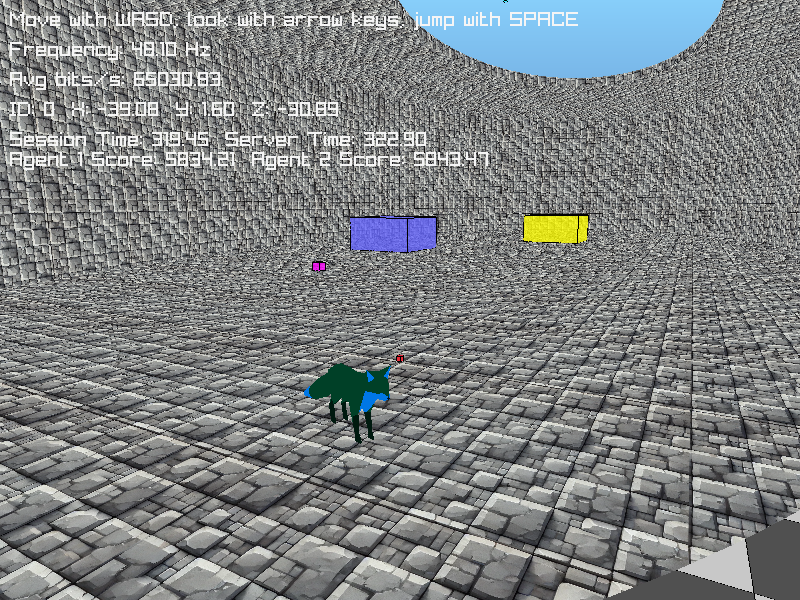 Move with WASD, look with arrow keys, jump with SPACE
Frequency: 48.10 Hz
Avg bits/s: 65030.83
ID: 0 X: -39.08 Y: 1.60 Z: -30.89
Session Time: 319.45 Server Time: 322.90
Agent 1 Score: 5834.21 Agent 2 Score: 5843.47